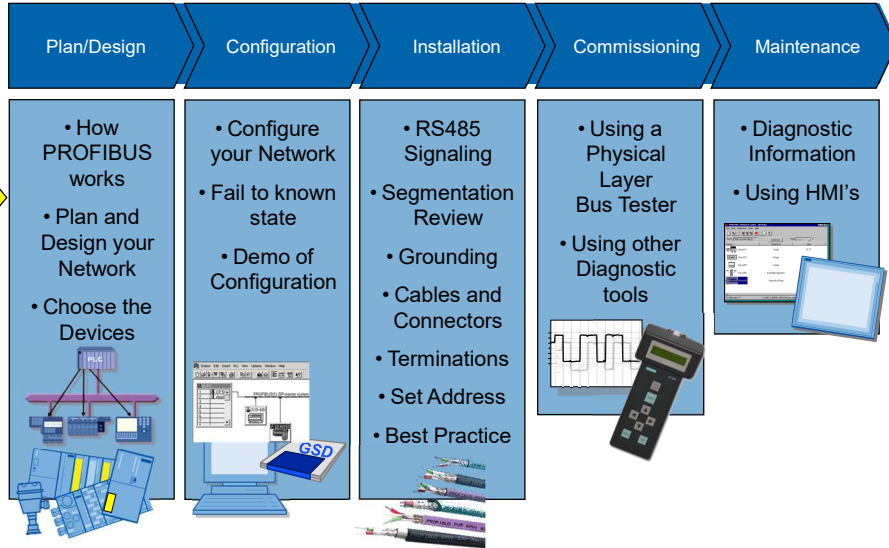 Plan/Design
Configuration
Installation
Commissioning
Maintenance
• How
PROFIBUS
works
• Plan and
Design your
Network
• Choose the
Devices
PLC
• Configure
your Network
• Fail to known
state
• Demo of
Configuration
GSD
• RS485
Signaling
• Segmentation
Review
• Grounding
• Cables and
Connectors
• Terminations
• Set Address
• Best Practice
• Using a
Physical
Layer
Bus Tester
• Using other
Diagnostic
tools
• Diagnostic
Information
• Using HMI's